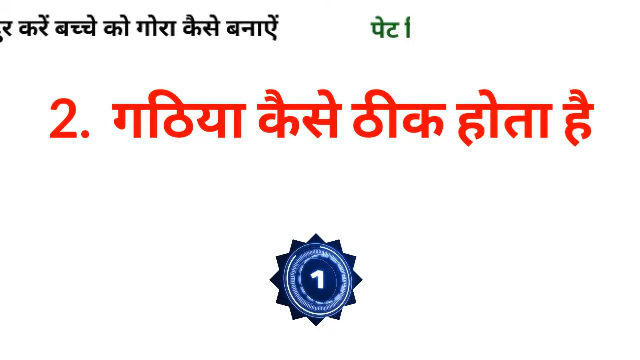 करें बच्चे को गोरा कैसे बनाऐं पेट
2. गठिया कैसे ठीक होता है
1